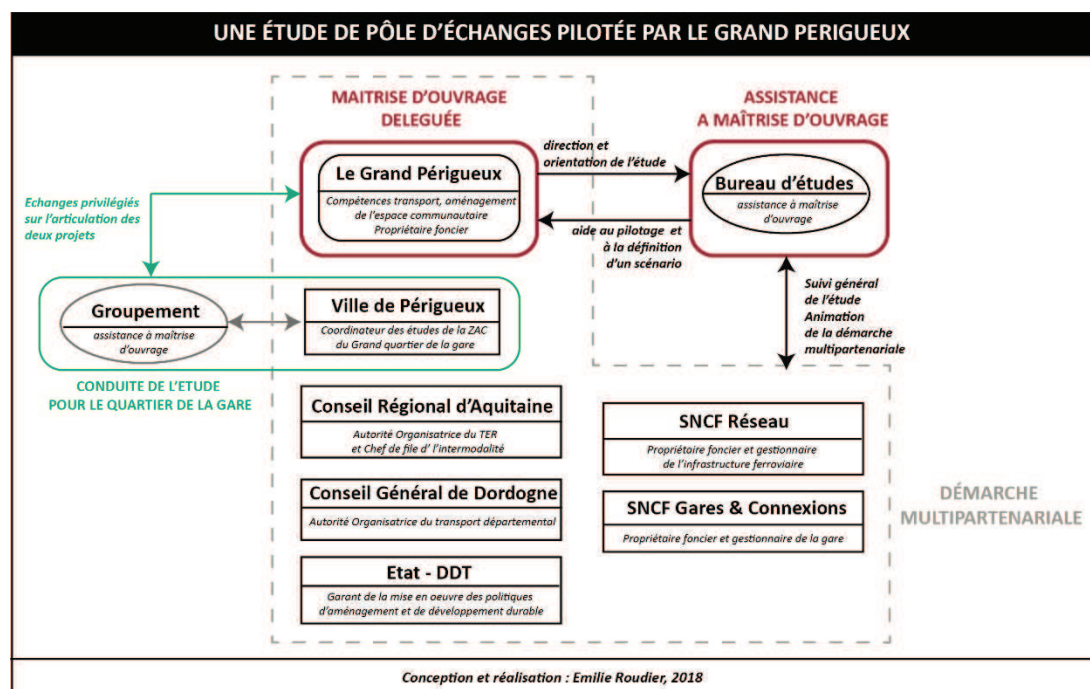 UNE ÉTUDE DE PÔLE D'ÉCHANGES PILOTÉE PAR LE GRAND PERIGUEUX
MAITRISE D'OUVRAGE
DELEGUÉE
ASSISTANCE
A MAÎTRISE D'OUVRAGE
Le Grand Périgueux
Compétences transport, aménagement
de l'espace communautaire
Propriétaire foncier
direction et
orientation de l'étude
Bureau d'études
assistance à maîtrise
d'ouvrage
aide au pilotage et
à la définition
d'un scénario
Echanges privilégiés
sur l'articulation des
deux projets
Suivi général
de l'étude
Animation
de la démarche
multipartenariale
Groupement
assistance à maîtrise
d'ouvrage
Ville de Périgueux
Coordinateur des études de la ZAC
du Grand quartier de la gare
CONDUITE DE L'ETUDE
POUR LE QUARTIER DE LA GARE
Conseil Régional d'Aquitaine
Autorité Organisatrice du TER
et Chef de file d' l'intermodalité
Conseil Général de Dordogne
Autorité Organisatrice du transport départemental
Etat - DDT
Garant de la mise en oeuvre des politiques
d'aménagement et de développement durable
SNCF Réseau
Propriétaire foncier et gestionnaire
de l'infrastructure ferroviaire
SNCF Gares & Connexions
Propriétaire foncier et gestionnaire de la gare
DÉMARCHE
MULTIPARTENARIALE
Conception et réalisation : Emilie Roudier, 2018